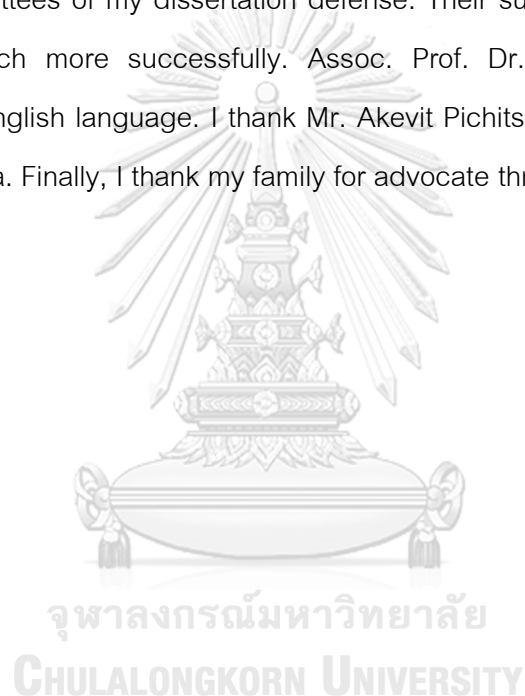 ttees of my dissertation defense. Their su
ch more successfully. Assoc. Prof. Dr.
nglish language. I thank Mr. Akevit Pichits
a. Finally, I thank my family for advocate thr
จุฬาลงกรณ์มหาวิทยาลัย
CHULALONGKORN UNIVERSITY